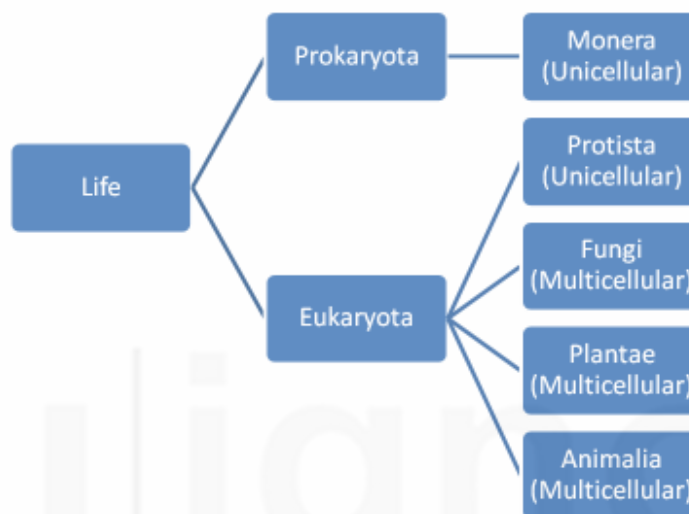 Life
Prokaryota
Eukaryota
Monera
(Unicellular)
Protista
(Unicellular)
Fungi
(Multicellular)
Plantae
(Multicellular)
Animalia
(Multicellular)